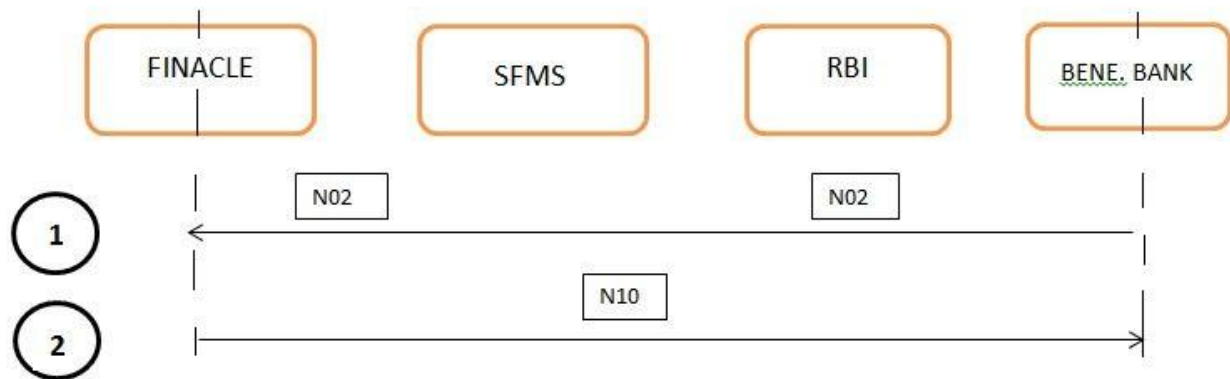 FINACLE
SFMS
RBI
BENE. BANK
N02
N02
1
N10
2